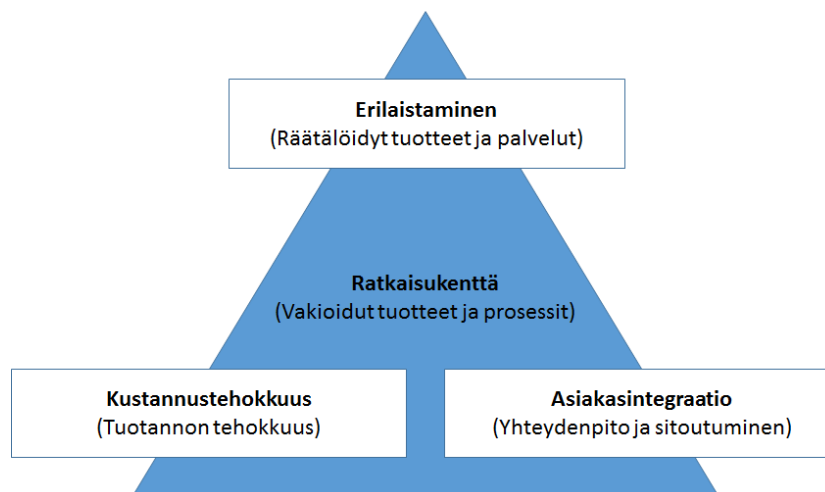 Erilaistaminen
(Räätälöidyt tuotteet ja palvelut)
Ratkaisukenttä
(Vakioidut tuotteet ja prosessit)
Kustannustehokkuus
(Tuotannon tehokkuus)
Asiakasintegraatio
(Yhteydenpito ja sitoutuminen)